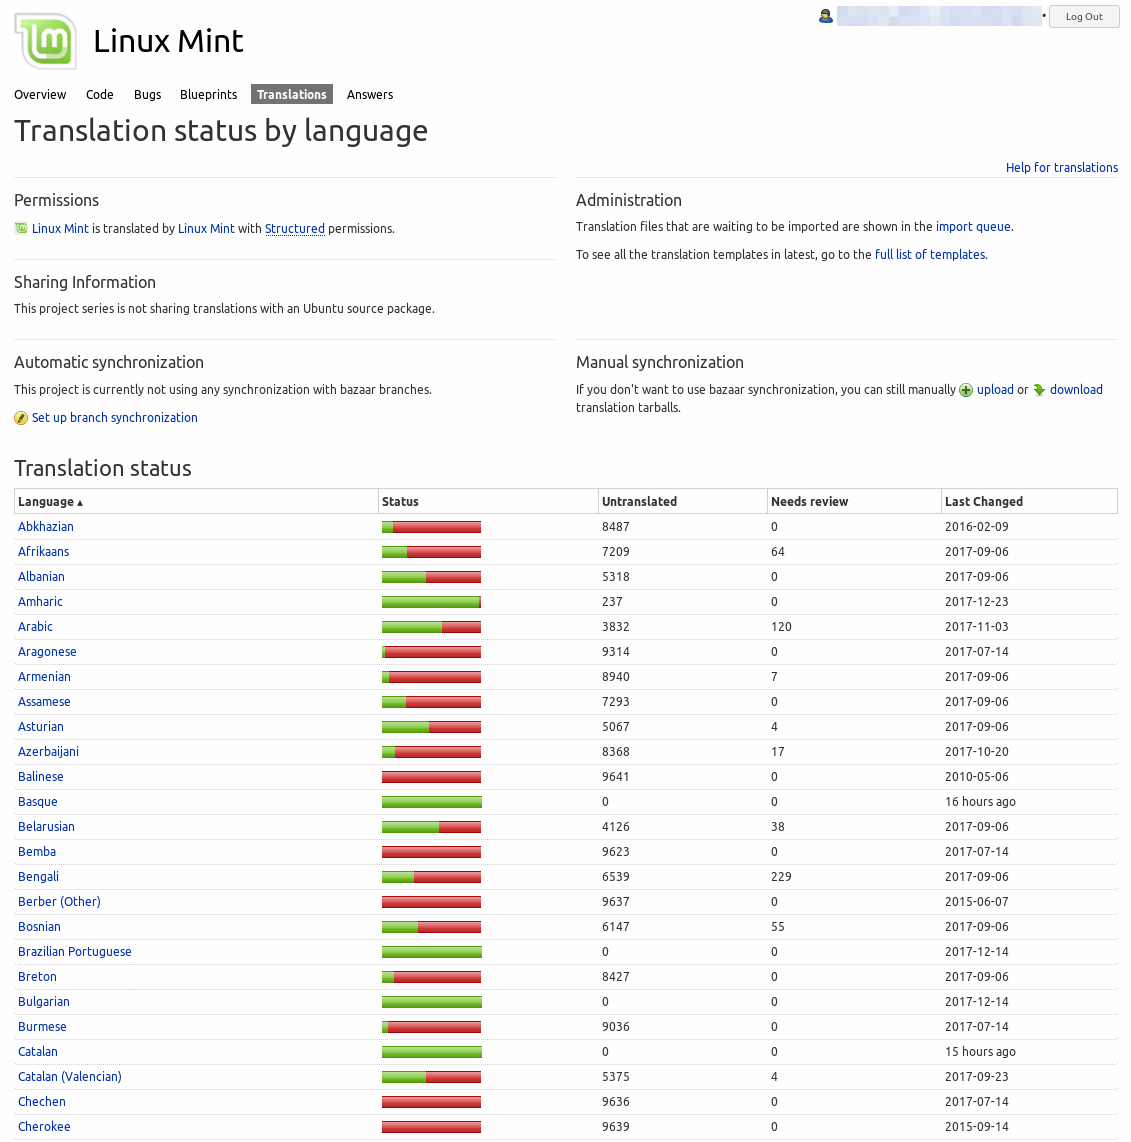 Log Out
Linux Mint
Overview Code Bugs Blueprints Translations Answers
Translation status by language
Help for translations
Permissions
Linux Mint is translated by Linux Mint with Structured permissions.
Sharing Information
This project series is not sharing translations with an Ubuntu source package.
Administration
Translation files that are waiting to be imported are shown in the import queue.
To see all the translation templates in latest, go to the full list of templates.
Automatic synchronization
This project is currently not using any synchronization with bazaar branches.
Set up branch synchronization
Manual synchronization
If you don't want to use bazaar synchronization, you can still manually upload or download
translation tarballs.
Translation status
Language ▴ Status Untranslated Needs review Last Changed
Abkhazian 8487 0 2016-02-09
Afrikaans 7209 64 2017-09-06
Albanian 5318 0 2017-09-06
Amharic 237 0 2017-12-23
Arabic 3832 120 2017-11-03
Aragonese 9314 0 2017-07-14
Armenian 8940 7 2017-09-06
Assamese 7293 0 2017-09-06
Asturian 5067 4 2017-09-06
Azerbaijani 8368 17 2017-10-20
Balinese 9641 0 2010-05-06
Basque 0 0 16 hours ago
Belarusian 4126 38 2017-09-06
Bemba 9623 0 2017-07-14
Bengali 6539 229 2017-09-06
Berber (Other) 9637 0 2015-06-07
Bosnian 6147 55 2017-09-06
Brazilian Portuguese 0 0 2017-12-14
Breton 8427 0 2017-09-06
Bulgarian 0 0 2017-12-14
Burmese 9036 0 2017-07-14
Catalan 0 0 15 hours ago
Catalan (Valencian) 5375 4 2017-09-23
Chechen 9636 0 2017-07-14
Cherokee 9639 0 2015-09-14